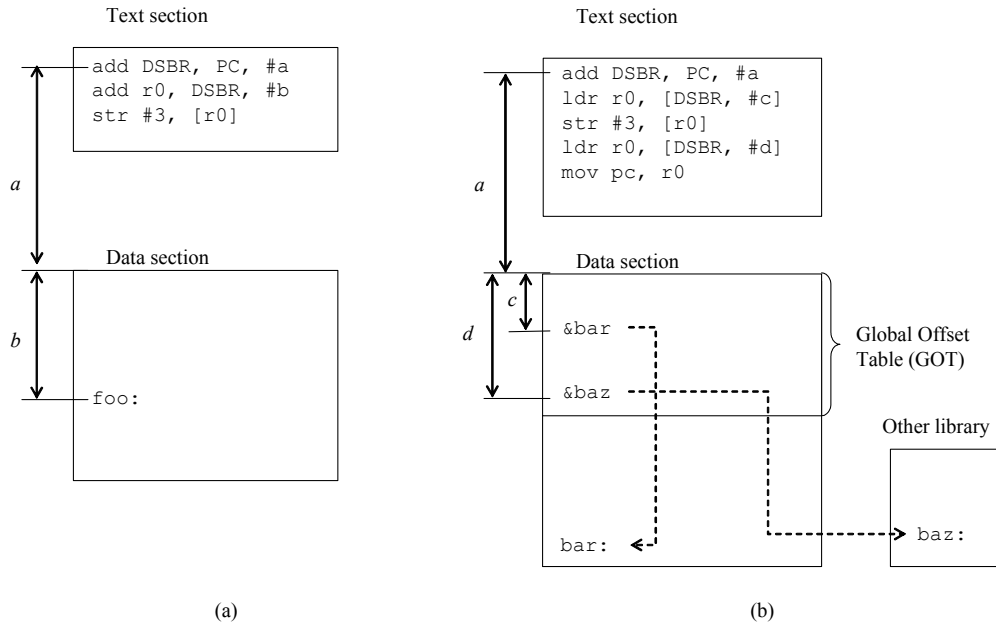 Text section
add DSBR, PC, #a
add r0, DSBR, #b
str #3, [r0]
a
Data section
b
foo:
(a)
Text section
add DSBR, PC, #a
ldr r0, [DSBR, #c]
str #3, [r0]
ldr r0, [DSBR, #d]
mov pc, r0
a
Data section
c
d
&bar
&baz
Global Offset
Table (GOT)
Other library
bar:
baz:
(b)